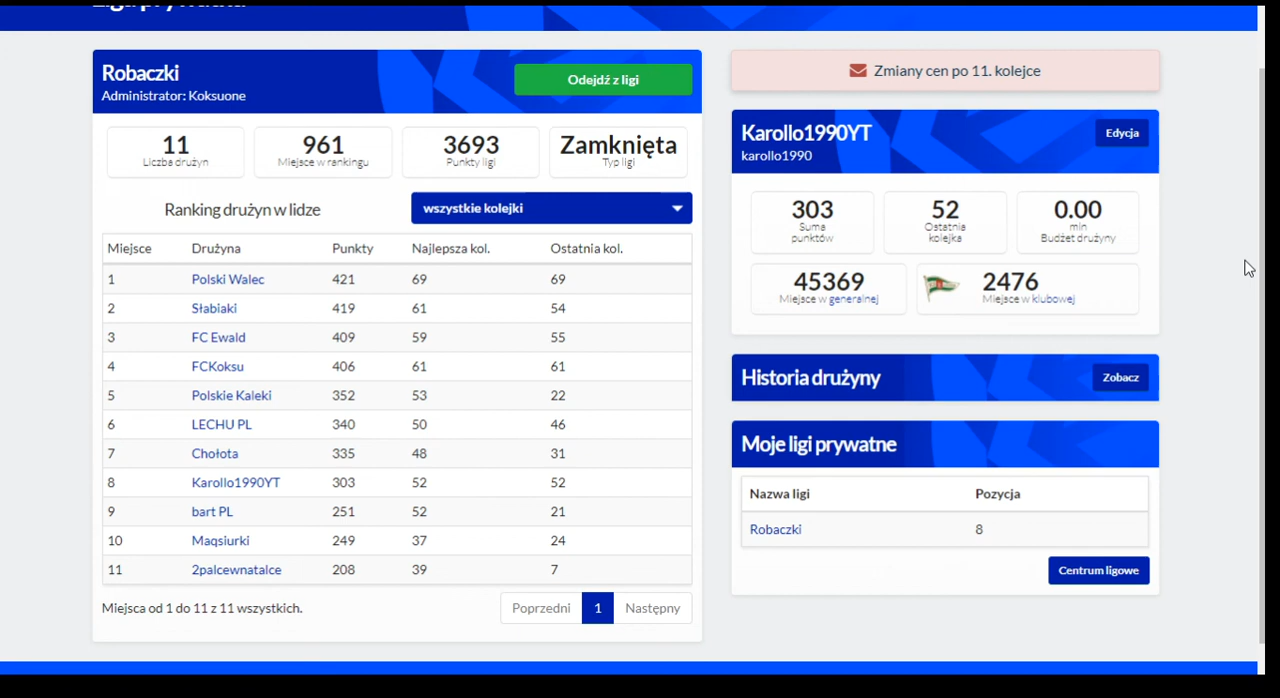 Liga prywatna
Robaczki
Administrator: Koksuone
Odejdź z ligi
11
Liczba drużyn
961
Miejsce w rankingu
3693
Punkty ligi
Zamknięta
Typ ligi
Ranking drużyn w lidze
wszystkie kolejki
Miejsce Drużyna Punkty Najlepsza kol. Ostatnia kol.
1 Polski Walec 421 69 69
2 Słabiaki 419 61 54
3 FC Ewald 409 59 55
4 FCKoksu 406 61 61
5 Polskie Kaleki 352 53 22
6 LECHU PL 340 50 46
7 Chołota 335 48 31
8 Karollo1990YT 303 52 52
9 bart PL 251 52 21
10 Maqsiurki 249 37 24
11 2palcewnatalce 208 39 7
Miejsca od 1 do 11 z 11 wszystkich.
Poprzedni 1 Następny
Zmiany cen po 11. kolejce
Karollo1990YT
karollo1990
Edycja
303
Suma
punktów
52
Ostatnia
kolejka
0.00
mln
Budżet drużyny
45369
Miejsce w generalnej
2476
Miejsce w klubowej
Historia drużyny
Zobacz
Moje ligi prywatne
Nazwa ligi Pozycja
Robaczki 8
Centrum ligowe